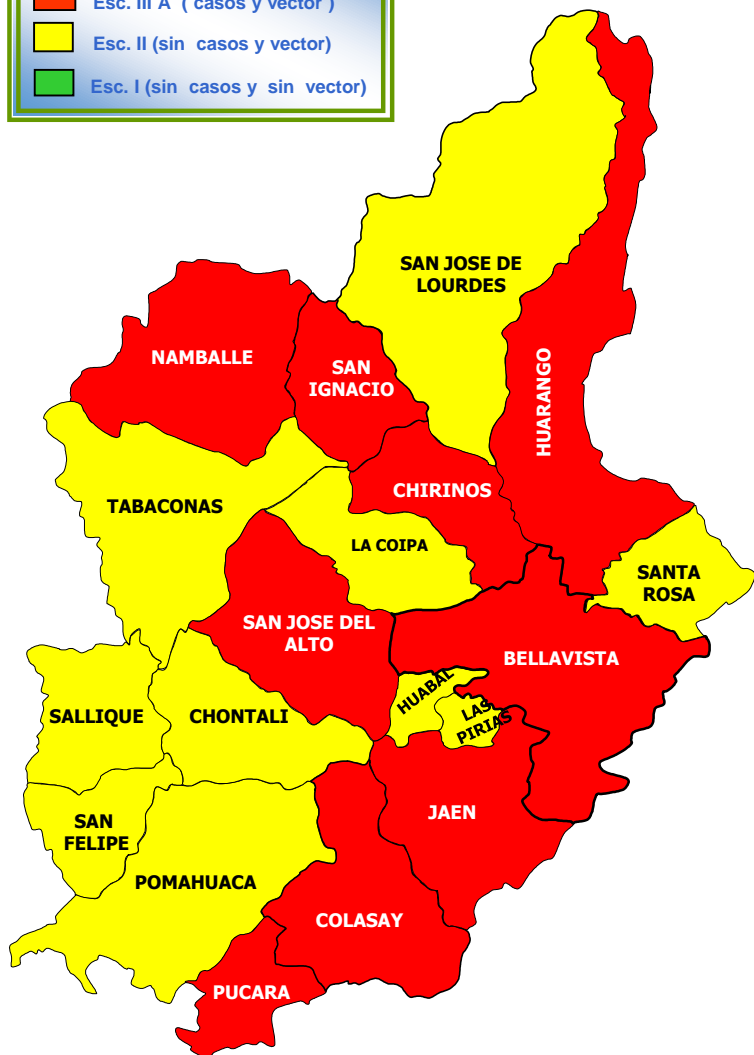 Esc. III A ( casos y vector )
Esc. II (sin casos y vector)
Esc. I (sin casos y sin vector)
SAN JOSE DE
LOURDES
NAMBALLE
SAN
IGNACIO
HUARANGO
CHIRINOS
TABACONAS
LA COIPA
SANTA
ROSA
SAN JOSE DEL
ALTO
BELLAVISTA
HUABAL
LAS
PIRIAS
SALLIQUE
CHONTALI
JAEN
SAN
FELIPE
POMAHUACA
COLASAY
PUCARA